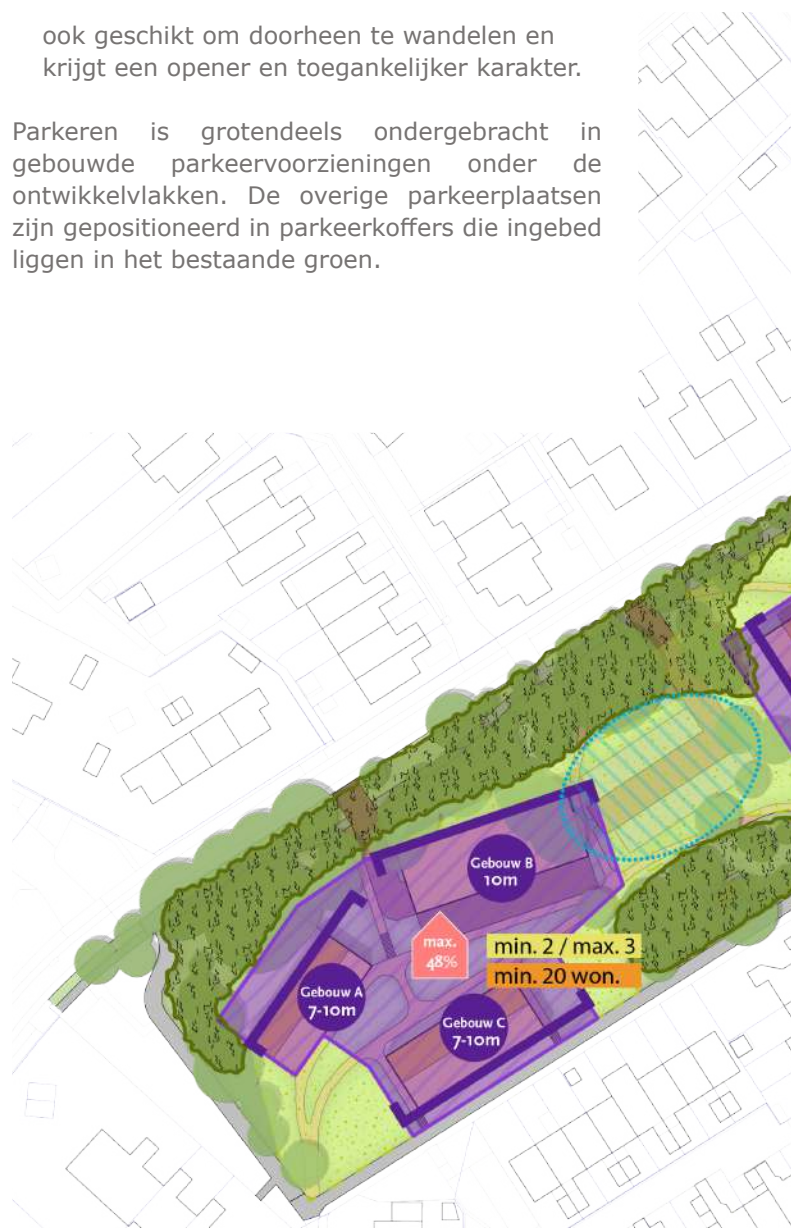 ook geschikt om doorheen te wandelen en
krijgt een opener en toegankelijker karakter.
Parkeren is grotendeels ondergebracht in
gebouwde parkeervoorzieningen onder de
ontwikkelvlakken. De overige parkeerplaatsen
zijn gepositioneerd in parkeerkoffers die ingebed
liggen in het bestaande groen.
Gebouw B
10m
max.
48%
min. 2 / max. 3
min. 20 won.
Gebouw A
7-10m
Gebouw C
7-10m